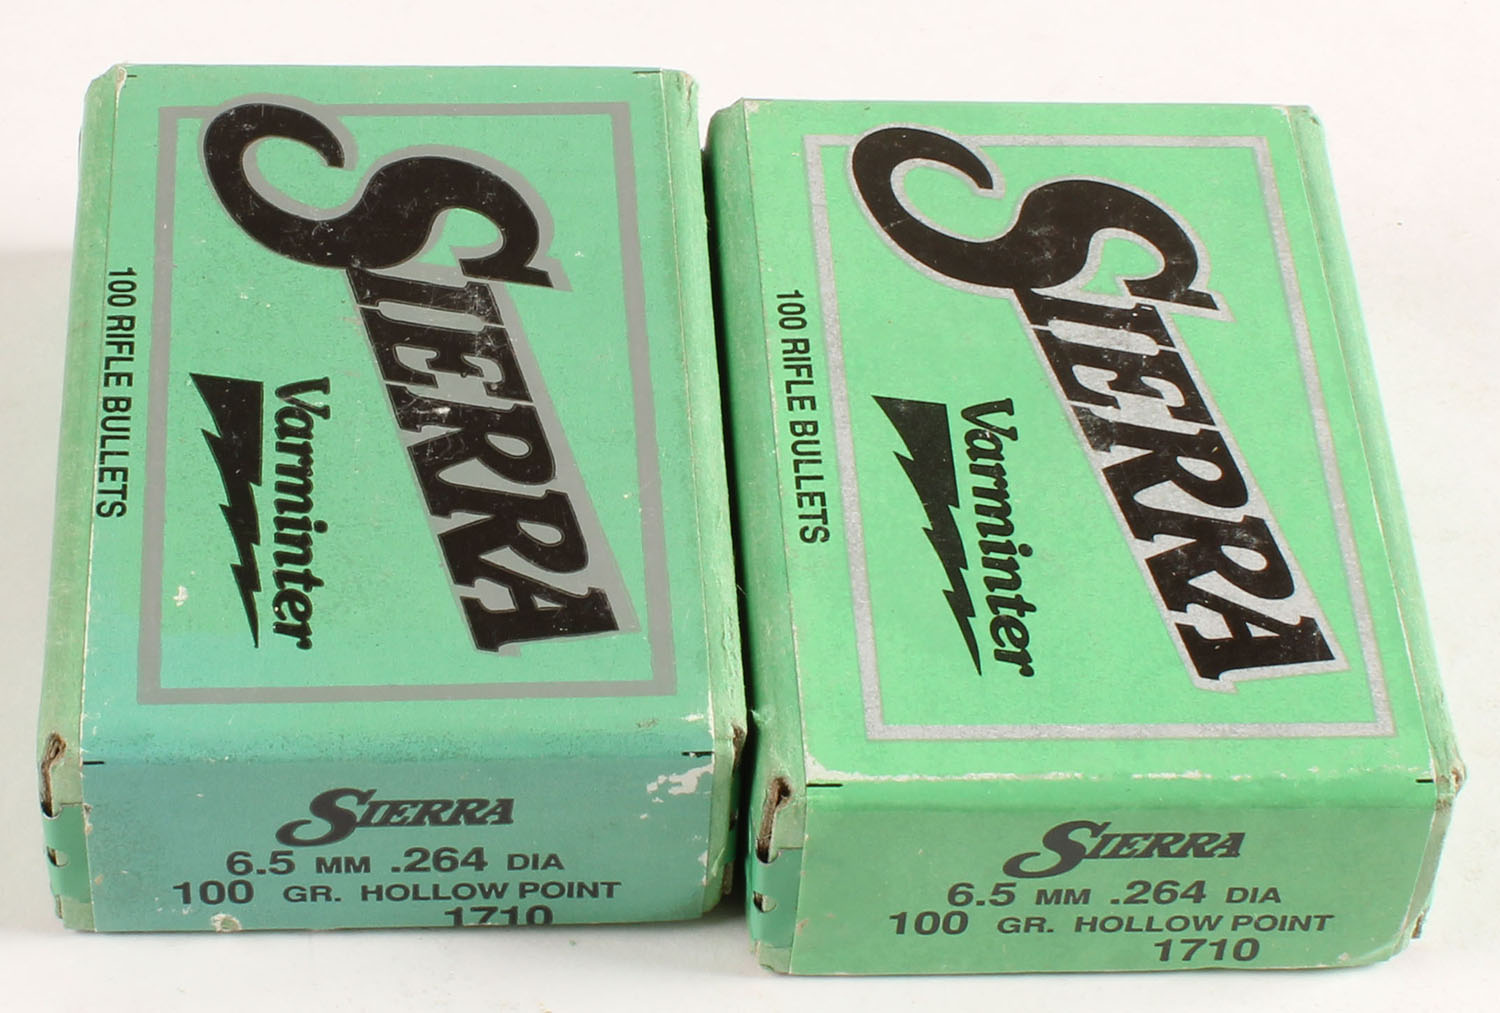 SIERRA
Varminter
100 RIFLE BULLETS
SIERRA
6.5 MM .264 DIA
100 GR. HOLLOW POINT
1710
SIERRA
Varminter
100 RIFLE BULLETS
SIERRA
6.5 MM .264 DIA
100 GR. HOLLOW POINT
1710